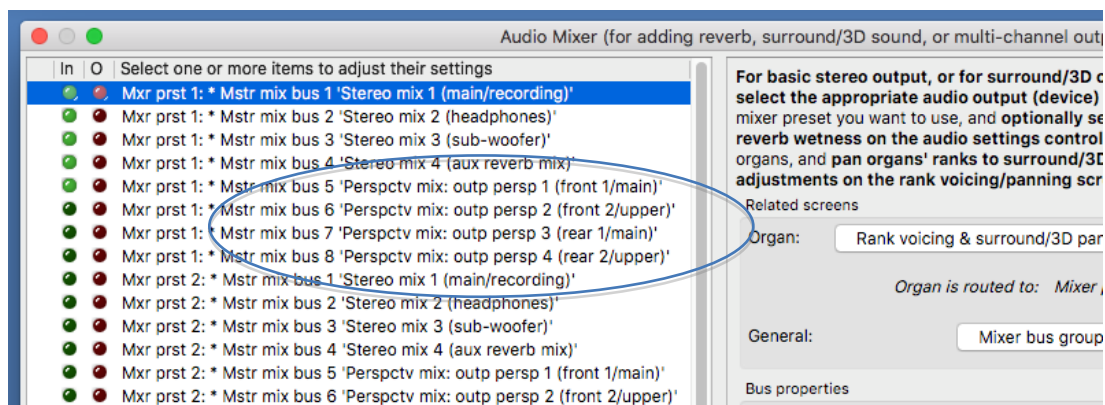 Audio Mixer (for adding reverb, surround/3D sound, or multi-channel outp
In O Select one or more items to adjust their settings
Mxr prst 1: * Mstr mix bus 1 'Stereo mix 1 (main/recording)'
Mxr prst 1: * Mstr mix bus 2 'Stereo mix 2 (headphones)'
Mxr prst 1: * Mstr mix bus 3 'Stereo mix 3 (sub-woofer)'
Mxr prst 1: * Mstr mix bus 4 'Stereo mix 4 (aux reverb mix)'
Mxr prst 1: * Mstr mix bus 5 'Perspctv mix: outp persp 1 (front 1/main)'
Mxr prst 1: * Mstr mix bus 6 'Perspctv mix: outp persp 2 (front 2/upper)'
Mxr prst 1: * Mstr mix bus 7 'Perspctv mix: outp persp 3 (rear 1/main)'
Mxr prst 1: * Mstr mix bus 8 'Perspctv mix: outp persp 4 (rear 2/upper)'
Mxr prst 2: * Mstr mix bus 1 'Stereo mix 1 (main/recording)'
Mxr prst 2: * Mstr mix bus 2 'Stereo mix 2 (headphones)'
Mxr prst 2: * Mstr mix bus 3 'Stereo mix 3 (sub-woofer)'
Mxr prst 2: * Mstr mix bus 4 'Stereo mix 4 (aux reverb mix)'
Mxr prst 2: * Mstr mix bus 5 'Perspctv mix: outp persp 1 (front 1/main)'
Mxr prst 2: * Mstr mix bus 6 'Perspctv mix: outp persp 2 (front 2/upper)'
For basic stereo output, or for surround/3D o
select the appropriate audio output (device)
mixer preset you want to use, and optionally se
reverb wetness on the audio settings control
organs, and pan organs' ranks to surround/3D
adjustments on the rank voicing/panning scr
Related screens
Organ: Rank voicing & surround/3D pan
Organ is routed to: Mixer p
General: Mixer bus group
Bus properties